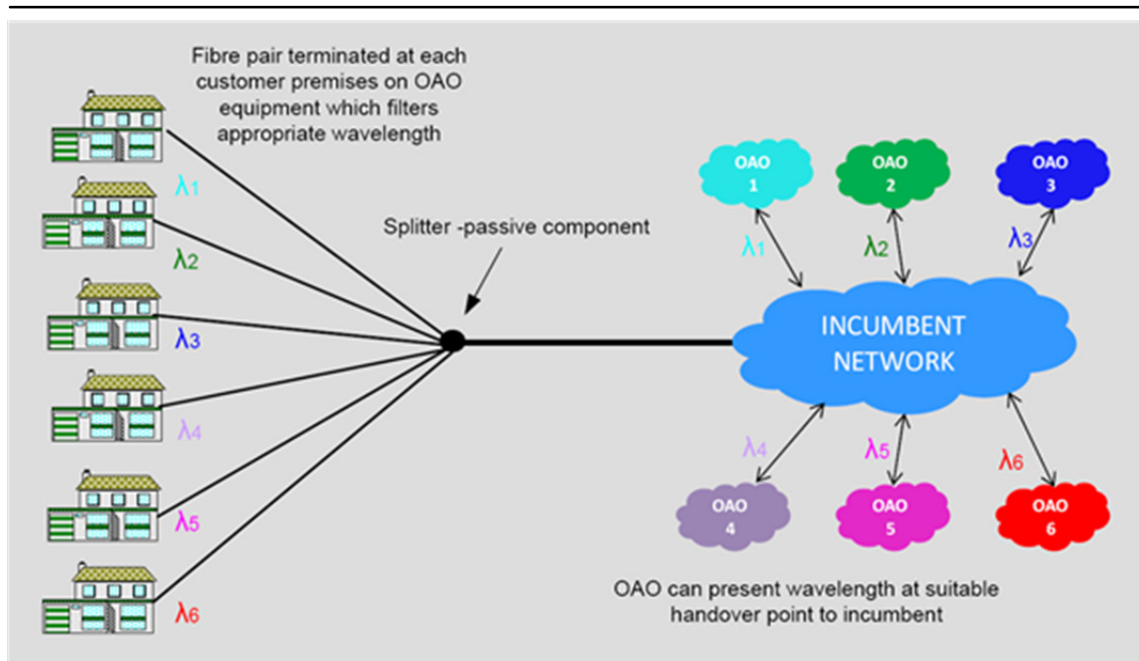 Fibre pair terminated at each
customer premises on OAO
equipment which filters
appropriate wavelength
λ1
λ2
λ3
λ4
λ5
λ6
Splitter -passive component
OAO
1
OAO
2
OAO
3
λ1
λ2
λ3
INCUMBENT
NETWORK
λ4
λ5
λ6
OAO
4
OAO
5
OAO
6
OAO can present wavelength at suitable
handover point to incumbent